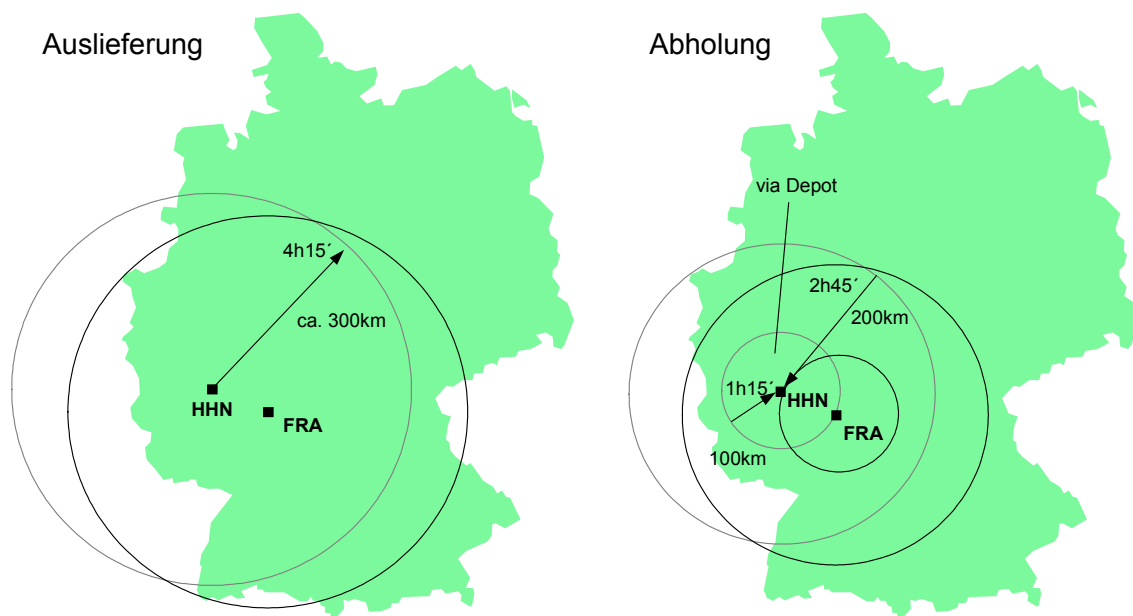 Auslieferung
4h15´
ca. 300km
HHN
FRA
Abholung
via Depot
2h45´
200km
1h15´
HHN
FRA
100km